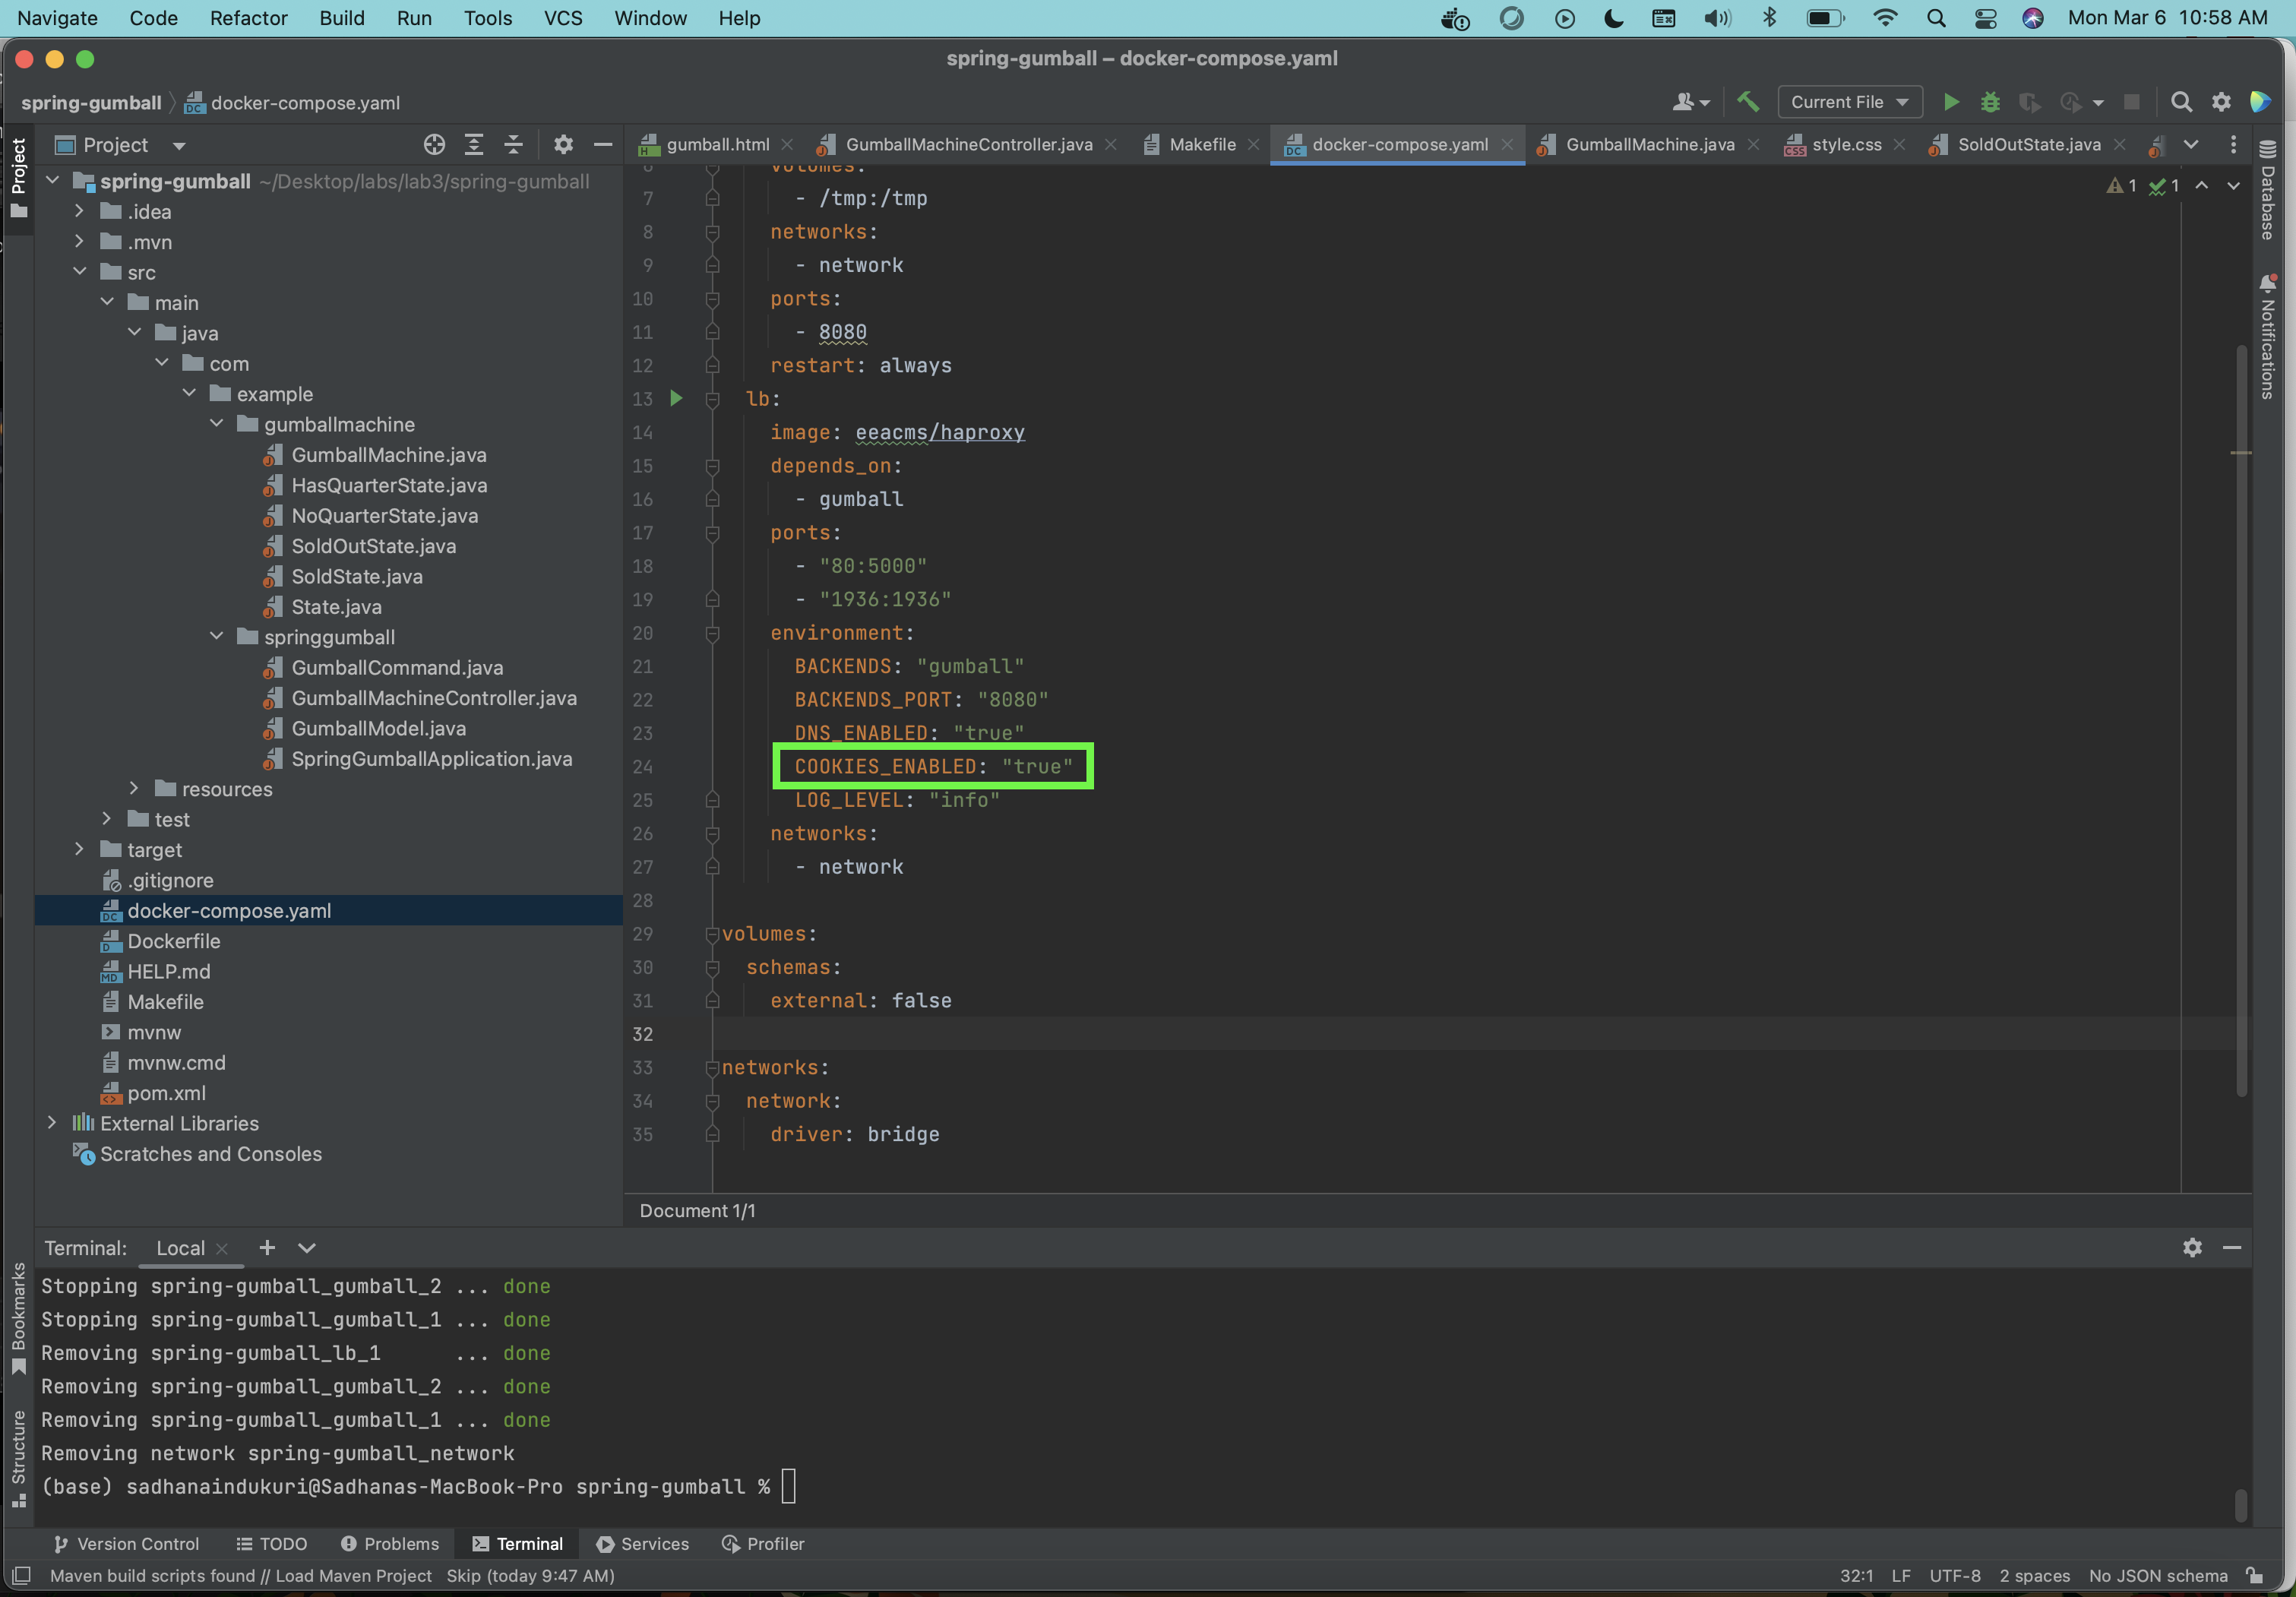 Navigate Code Refactor Build Run Tools VCS Window Help Mon Mar 6 10:58 AM
spring-gumball – docker-compose.yaml
spring-gumball docker-compose.yaml Current File
Project
gumball.html GumballMachineController.java Makefile docker-compose.yaml GumballMachine.java style.css SoldOutState.java
Project
Database
Notifications
Bookmarks
Structure
spring-gumball ~/Desktop/labs/lab3/spring-gumball
.idea
.mvn
src
main
java
com
example
gumballmachine
GumballMachine.java
HasQuarterState.java
NoQuarterState.java
SoldOutState.java
SoldState.java
State.java
springgumball
GumballCommand.java
GumballMachineController.java
GumballModel.java
SpringGumballApplication.java
resources
test
target
.gitignore
docker-compose.yaml
Dockerfile
HELP.md
Makefile
mvnw
mvnw.cmd
pom.xml
External Libraries
Scratches and Consoles
1 1
6 volumes:
7 - /tmp:/tmp
8 networks:
9 - network
10 ports:
11 - 8080
12 restart: always
13 lb:
14 image: eeacms/haproxy
15 depends_on:
16 - gumball
17 ports:
18 - "80:5000"
19 - "1936:1936"
20 environment:
21 BACKENDS: "gumball"
22 BACKENDS_PORT: "8080"
23 DNS_ENABLED: "true"
24 COOKIES_ENABLED: "true"
25 LOG_LEVEL: "info"
26 networks:
27 - network
28
29 volumes:
30 schemas:
31 external: false
32
33 networks:
34 network:
35 driver: bridge
Document 1/1
Terminal: Local
Stopping spring-gumball_gumball_2 ... done
Stopping spring-gumball_gumball_1 ... done
Removing spring-gumball_lb_1 ... done
Removing spring-gumball_gumball_2 ... done
Removing spring-gumball_gumball_1 ... done
Removing network spring-gumball_network
(base) sadhanaindukuri@Sadhanas-MacBook-Pro spring-gumball %
Version Control TODO Problems Terminal Services Profiler
Maven build scripts found // Load Maven Project Skip (today 9:47 AM) 32:1 LF UTF-8 2 spaces No JSON schema